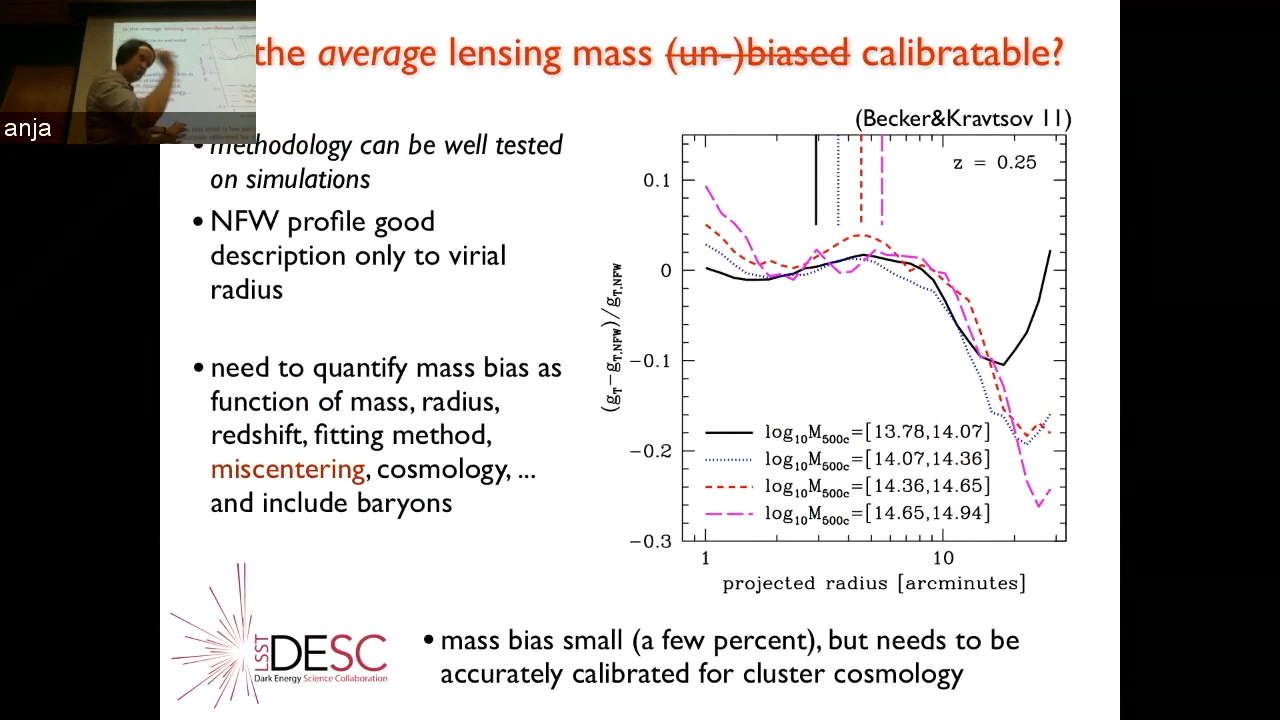 the average lensing mass (un-)biased calibratable?
anja
(Becker&Kravtsov 11)
• methodology can be well tested
on simulations
• NFW profile good
description only to virial
radius
• need to quantify mass bias as
function of mass, radius,
redshift, fitting method,
miscentering, cosmology, ...
and include baryons
z = 0.25
0.1
0
−0.1
−0.2
−0.3
(g_T−g_T,NFW)/g_T,NFW
log₁₀M₅₀₀c=[13.78,14.07]
log₁₀M₅₀₀c=[14.07,14.36]
log₁₀M₅₀₀c=[14.36,14.65]
log₁₀M₅₀₀c=[14.65,14.94]
1
10
projected radius [arcminutes]
LSST
DESC
Dark Energy Science Collaboration
• mass bias small (a few percent), but needs to be
accurately calibrated for cluster cosmology